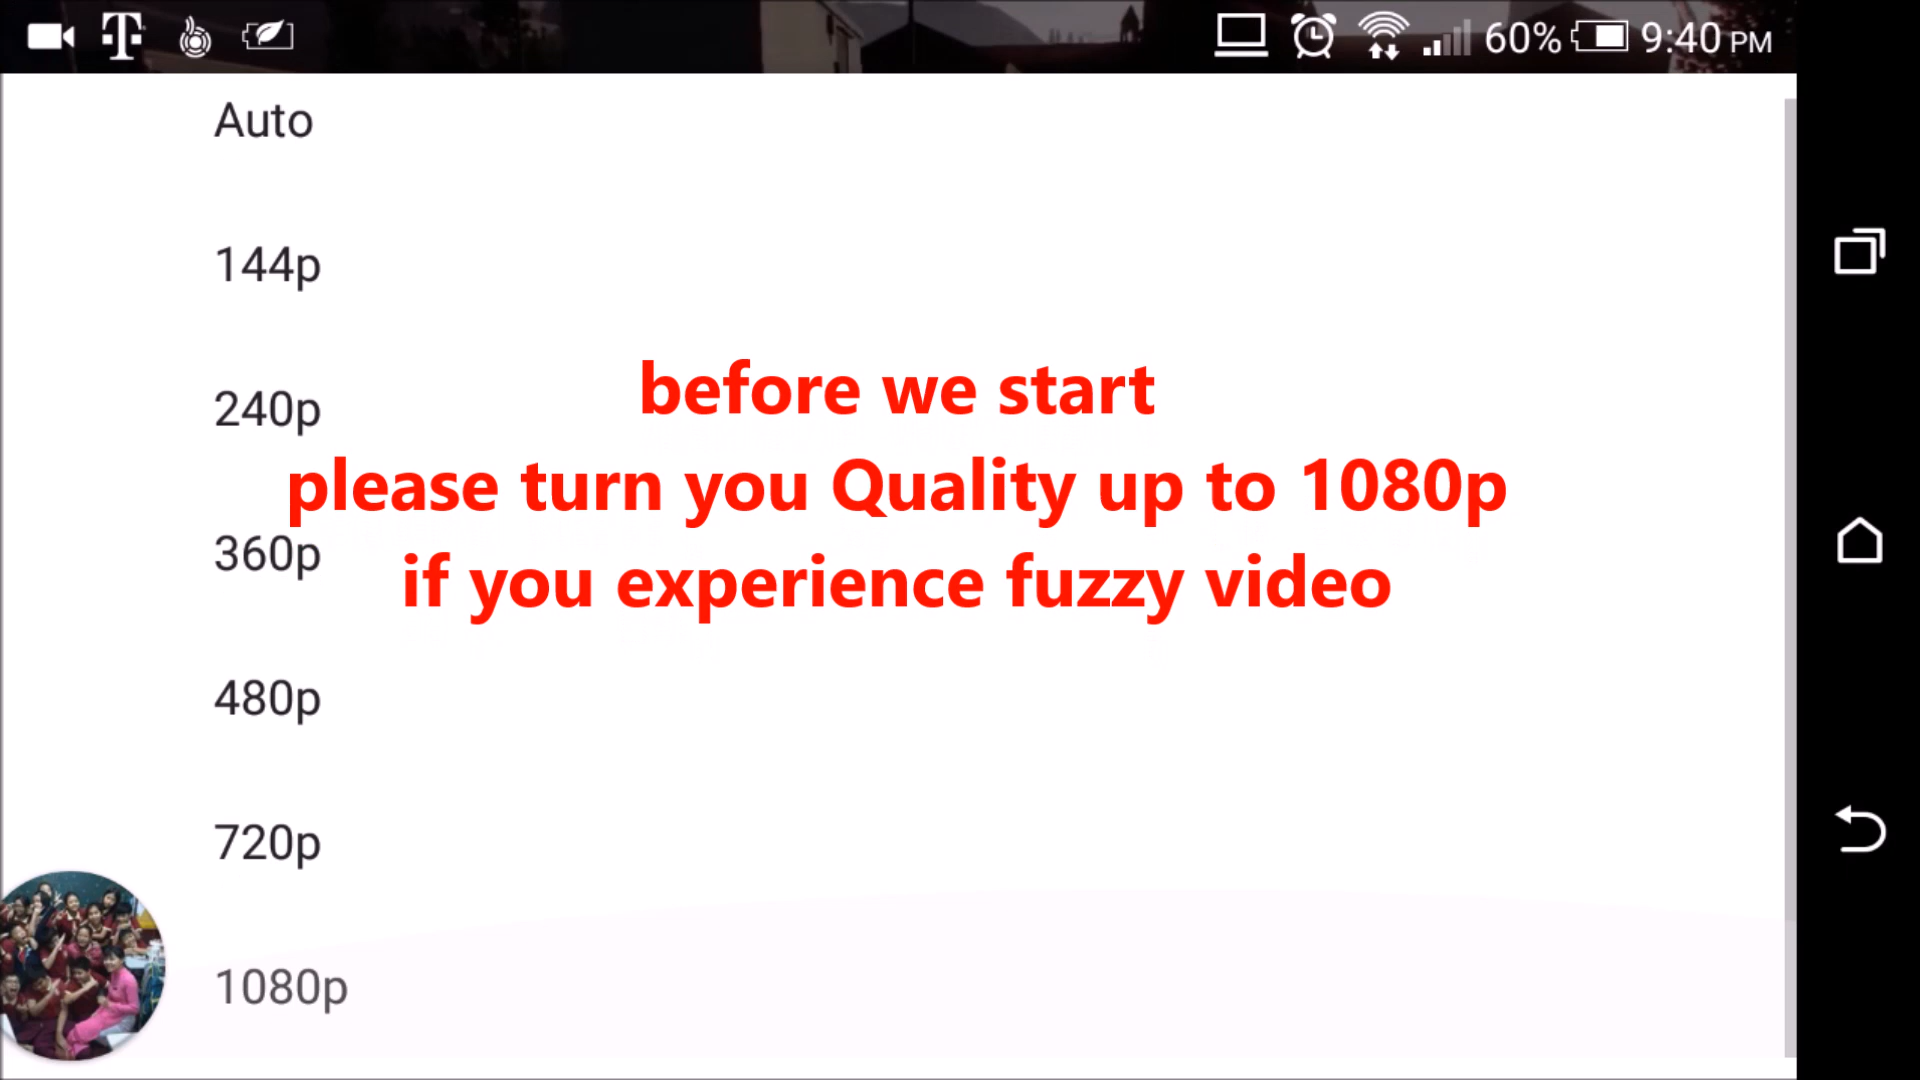 60% 9:40 PM
Auto
144p
240p
before we start
please turn you Quality up to 1080p
if you experience fuzzy video
360p
480p
720p
1080p